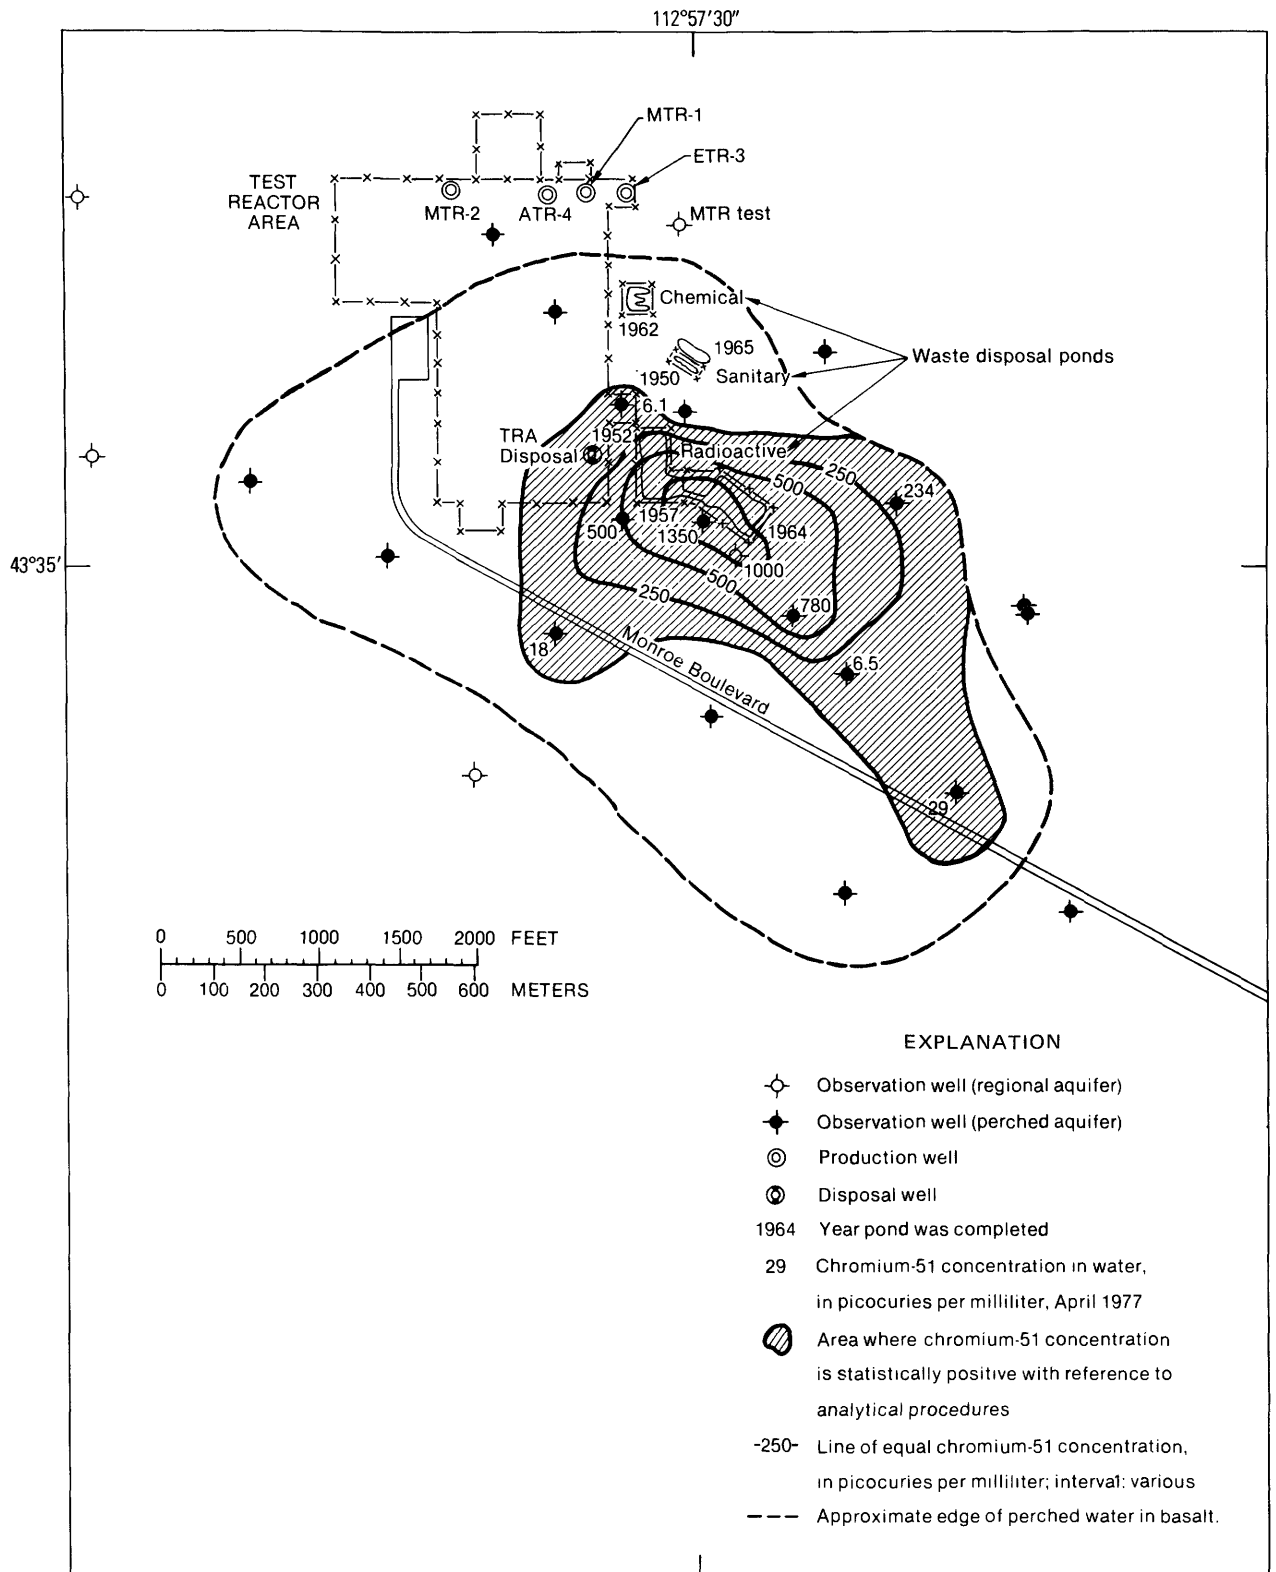 112°57'30"
MTR-1
ETR-3
TEST
REACTOR
AREA
MTR-2
ATR-4
MTR test
Chemical
1962
1965
Waste disposal ponds
1950
Sanitary
6.1
TRA
Disposal
1952
Radioactive
250
500
234
1957
500
1350
1964
43°35'
1000
500
250
780
18
Monroe Boulevard
6.5
29
0 500 1000 1500 2000 FEET
0 100 200 300 400 500 600 METERS
EXPLANATION
Observation well (regional aquifer)
Observation well (perched aquifer)
Production well
Disposal well
1964 Year pond was completed
29 Chromium-51 concentration in water,
in picocuries per milliliter, April 1977
Area where chromium-51 concentration
is statistically positive with reference to
analytical procedures
-250- Line of equal chromium-51 concentration,
in picocuries per milliliter; interval: various
Approximate edge of perched water in basalt.